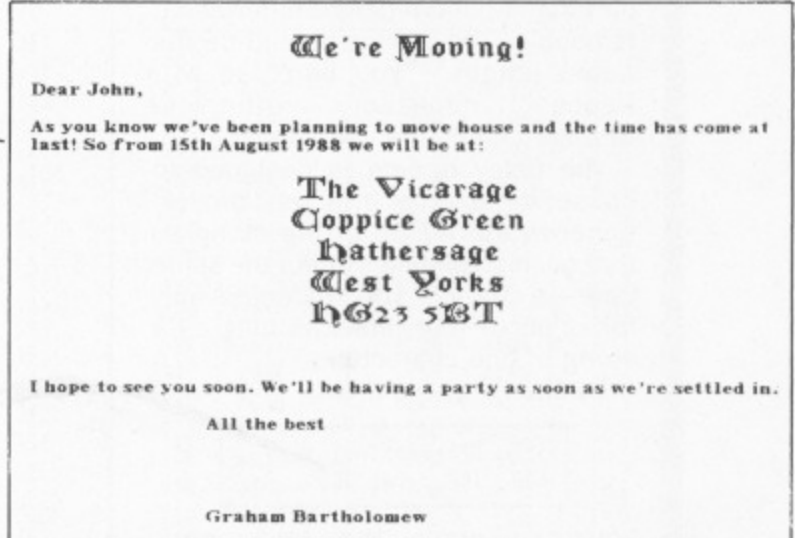 We're Moving!
Dear John,
As you know we've been planning to move house and the time has come at
last! So from 15th August 1988 we will be at:
The Vicarage
Coppice Green
Hathersage
West Yorks
HG23 5BT
I hope to see you soon. We'll be having a party as soon as we're settled in.
All the best
Graham Bartholomew